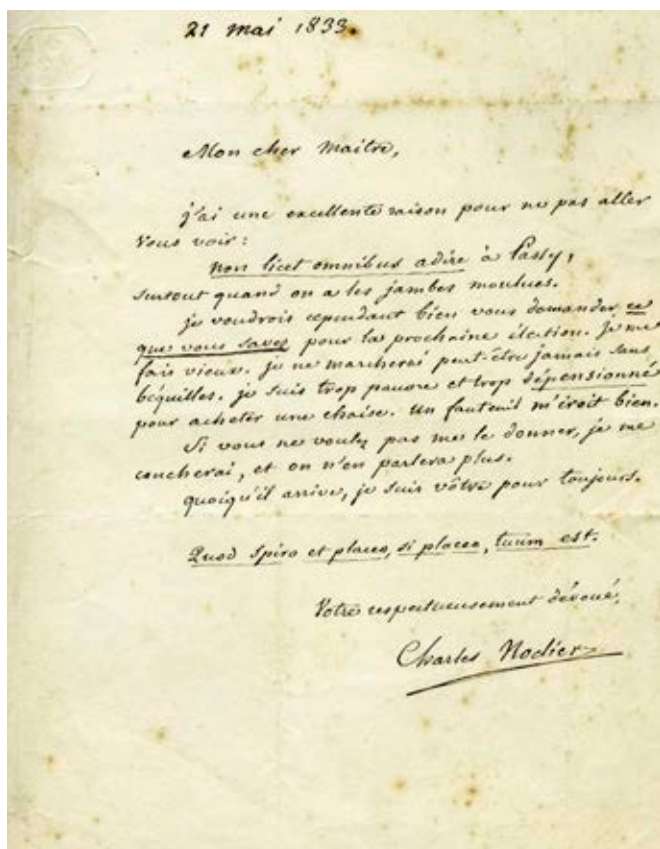 21 mai 1833.
Mon cher maitre,
j'ai une excellente raison pour ne pas aller
vous voir :
non licet omnibus adire à Passy,
surtout quand on a les jambes moulues.
je voudrois cependant bien vous demander ce
que vous savez pour la prochaine élection. je me
fais vieux. je ne marcherai peut-être jamais sans
béquilles. je suis trop pauvre et trop dépensionné
pour acheter une chaise. un fauteuil m'iroit bien.
Si vous ne voulez pas me le donner, je me
coucherai, et on n'en parlera plus.
quoiqu'il arrive, je suis vôtre pour toujours.
Quod spiro et placeo, si placeo, tuum est.
Votre respectueusement dévoué,
Charles Nodier